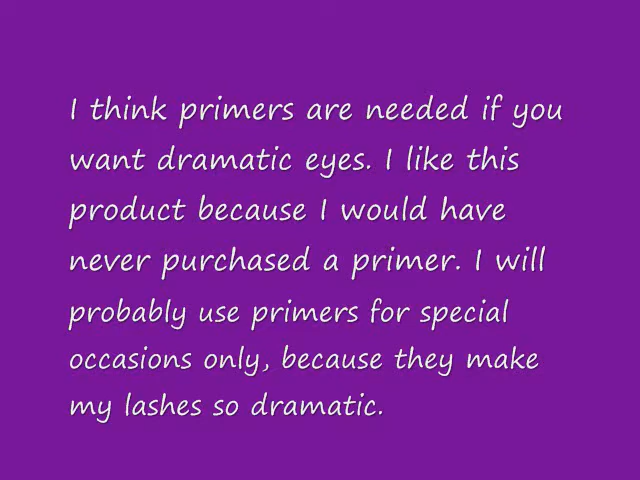 I think primers are needed if you
want dramatic eyes. I like this
product because I would have
never purchased a primer. I will
probably use primers for special
occasions only, because they make
my lashes so dramatic.